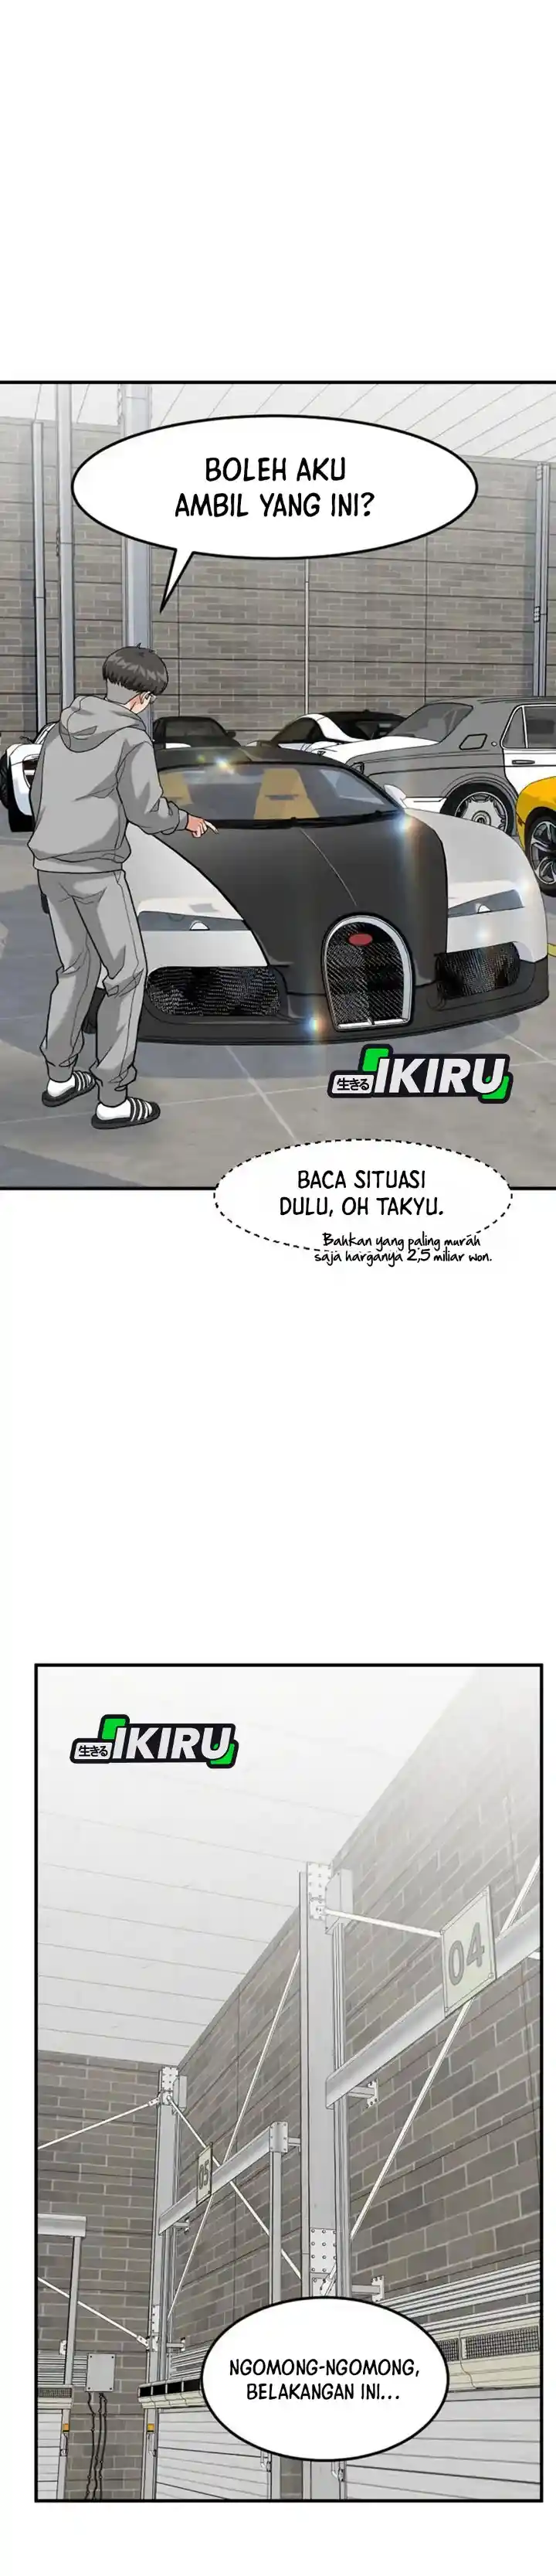 BOLEH AKU
AMBIL YANG INI?
生きる IKIRU
BACA SITUASI
DULU, OH TAKYU.
Bahkan yang paling murah
saja harganya 2,5 miliar won.
生きる IKIRU
04
05
NGOMONG-NGOMONG,
BELAKANGAN INI...